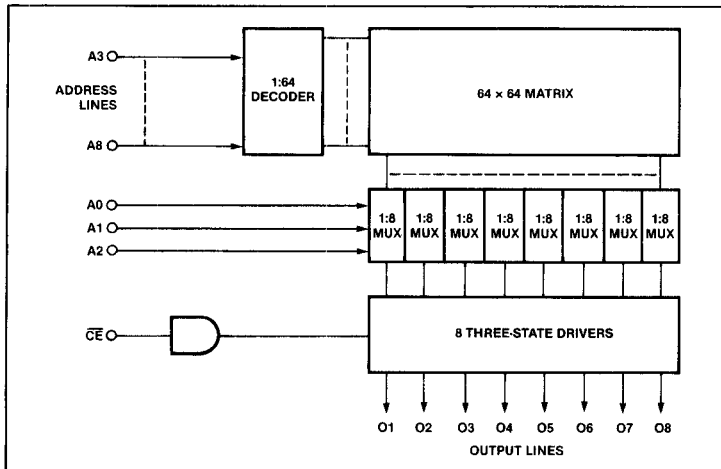 A3
ADDRESS
LINES
A8
1:64
DECODER
64 × 64 MATRIX
A0
A1
A2
1:8
MUX
1:8
MUX
1:8
MUX
1:8
MUX
1:8
MUX
1:8
MUX
1:8
MUX
1:8
MUX
CE
8 THREE-STATE DRIVERS
O1 O2 O3 O4 O5 O6 O7 O8
OUTPUT LINES